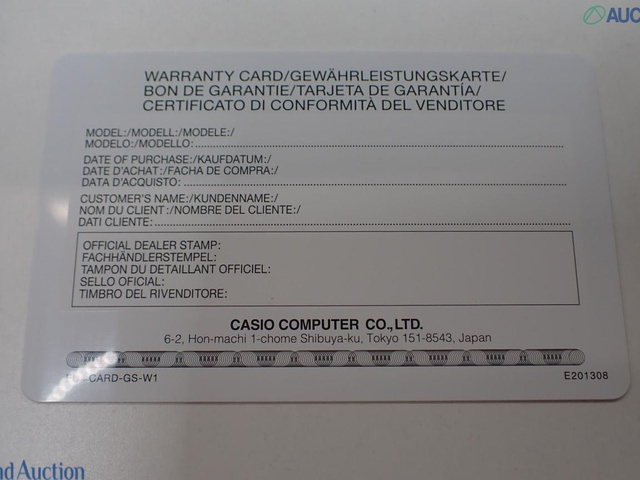 AUC
WARRANTY CARD/GEWÄHRLEISTUNGSKARTE/
BON DE GARANTIE/TARJETA DE GARANTÍA/
CERTIFICATO DI CONFORMITÀ DEL VENDITORE
MODEL:/MODELL:/MODELE:/
MODELO:/MODELLO:
DATE OF PURCHASE:/KAUFDATUM:/
DATE D'ACHAT:/FACHA DE COMPRA:/
DATA D'ACQUISTO:
CUSTOMER'S NAME:/KUNDENNAME:/
NOM DU CLIENT:/NOMBRE DEL CLIENTE:/
DATI CLIENTE:
OFFICIAL DEALER STAMP:
FACHHÄNDLERSTEMPEL:
TAMPON DU DETAILLANT OFFICIEL:
SELLO OFICIAL:
TIMBRO DEL RIVENDITORE:
CASIO COMPUTER CO.,LTD.
6-2, Hon-machi 1-chome Shibuya-ku, Tokyo 151-8543, Japan
CARD-GS-W1
E201308
nd Auction